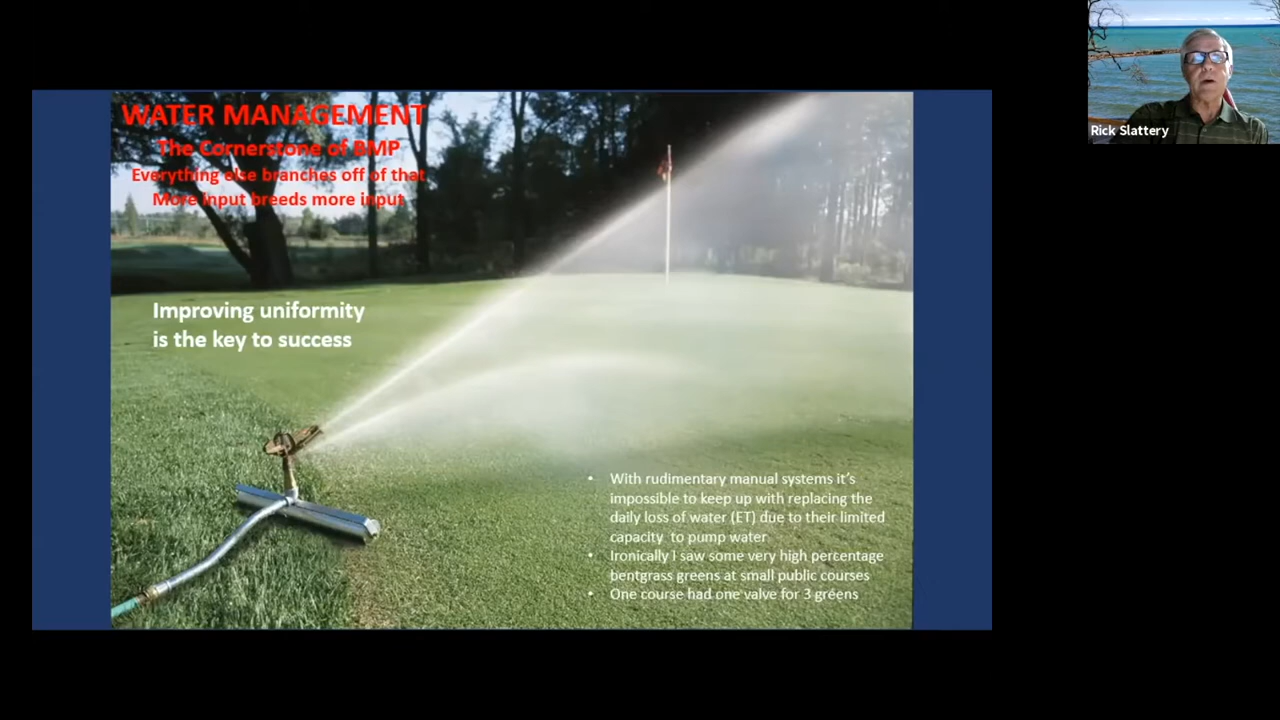 WATER MANAGEMENT
The Cornerstone of BMP
Everything else branches off of that
More input breeds more input
Improving uniformity
is the key to success
• With rudimentary manual systems it's
impossible to keep up with replacing the
daily loss of water (ET) due to their limited
capacity to pump water
• Ironically I saw some very high percentage
bentgrass greens at small public courses
• One course had one valve for 3 greens
Rick Slattery